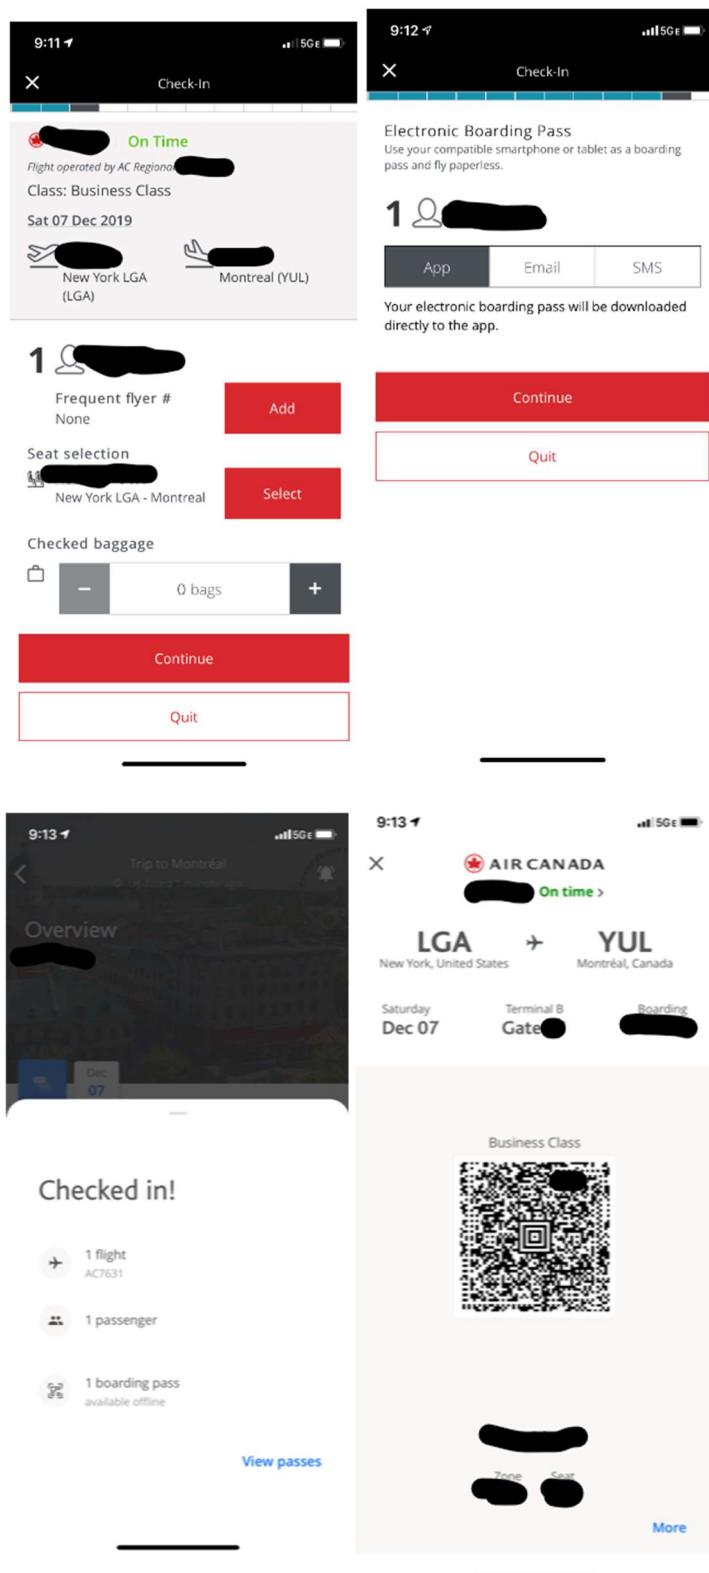 9:11
5GE
Check-In
On Time
Flight operated by AC Regional
Class: Business Class
Sat 07 Dec 2019
New York LGA
(LGA)
Montreal (YUL)
1
Frequent flyer #
None
Add
Seat selection
New York LGA - Montreal
Select
Checked baggage
−
0 bags
+
Continue
Quit
9:12
5GE
Check-In
Electronic Boarding Pass
Use your compatible smartphone or tablet as a boarding
pass and fly paperless.
1
App
Email
SMS
Your electronic boarding pass will be downloaded
directly to the app.
Continue
Quit
9:13
5GE
Trip to Montréal
Updated 1 minute ago
Overview
Dec
07
Checked in!
1 flight
AC7631
1 passenger
1 boarding pass
available offline
View passes
9:13
5GE
AIR CANADA
On time >
LGA
YUL
New York, United States
Montréal, Canada
Saturday
Terminal B
Boarding
Dec 07
Gate
Business Class
Zone
Seat
More